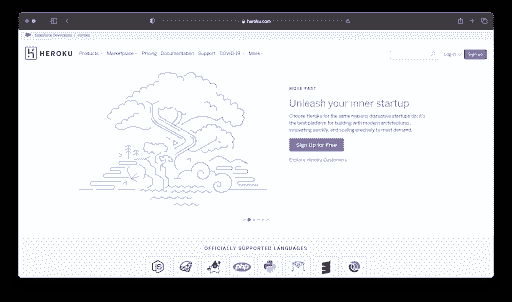 heroku.com
HEROKU
Products
Marketplace
Pricing
Documentation
Support
COVID-19
More
Log in
Sign up
MOVE FAST
Unleash your inner startup
Choose Heroku for the same reasons disruptive startups do: it's
the best platform for building with modern architectures,
innovating quickly, and scaling precisely to meet demand.
Sign Up for Free
Explore Heroku Customers
OFFICIALLY SUPPORTED LANGUAGES
php